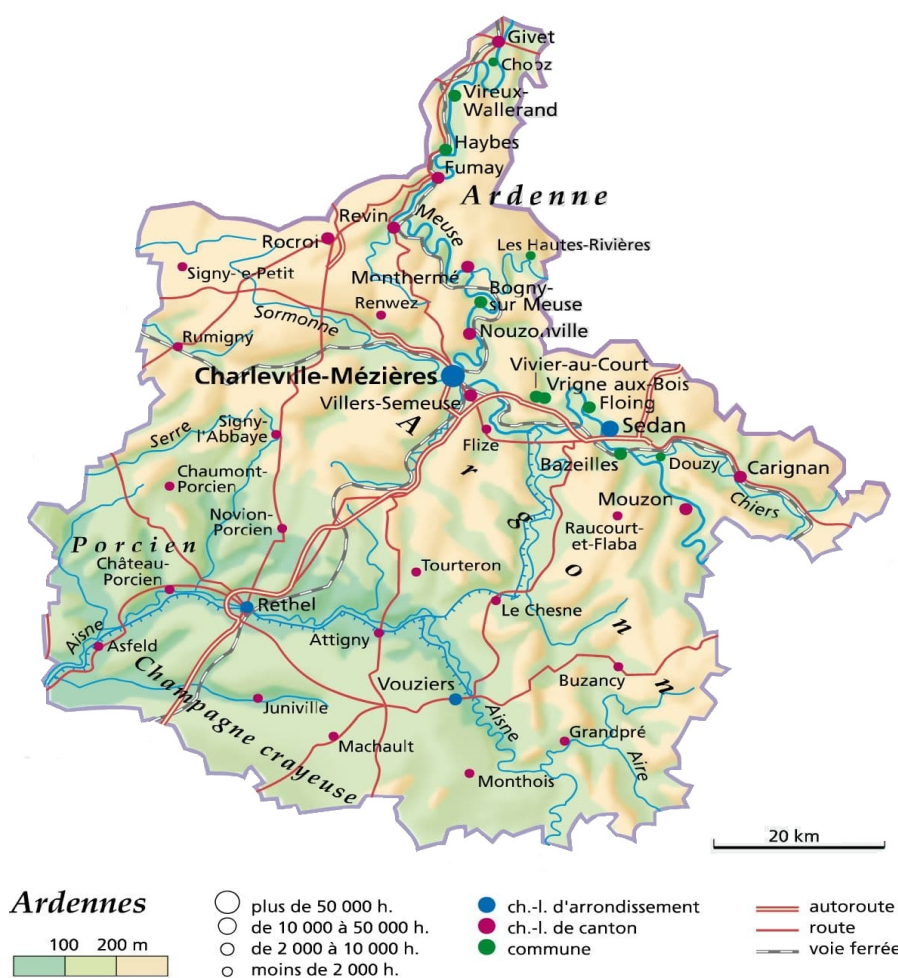 Givet
Chooz
Vireux-
Wallerand
Haybes
Fumay
Ardenne
Revin
Meuse
Rocroi
Les Hautes-Rivières
Signy-le-Petit
Monthermé
Bogny-
sur Meuse
Renwez
Sormonne
Nouzonville
Rumigny
Charleville-Mézières
Vivier-au-Court
Vrigne aux-Bois
Villers-Semeuse
Floing
Sedan
Signy-
l'Abbaye
Serre
Flize
Bazeilles
Douzy
Carignan
Chaumont-
Porcien
Chiers
Mouzon
Novion-
Porcien
Raucourt-
et-Flaba
Porcien
Château-
Porcien
Tourteron
Argonn
Rethel
Le Chesne
Aisne
Asfeld
Attigny
Champagne crayeuse
Vouziers
Buzancy
Juniville
Aisne
Machault
Grandpré
Aire
Monthois
20 km
Ardennes
100 200 m
plus de 50 000 h.
de 10 000 à 50 000 h.
de 2 000 à 10 000 h.
moins de 2 000 h.
ch.-l. d'arrondissement
ch.-l. de canton
commune
autoroute
route
voie ferrée